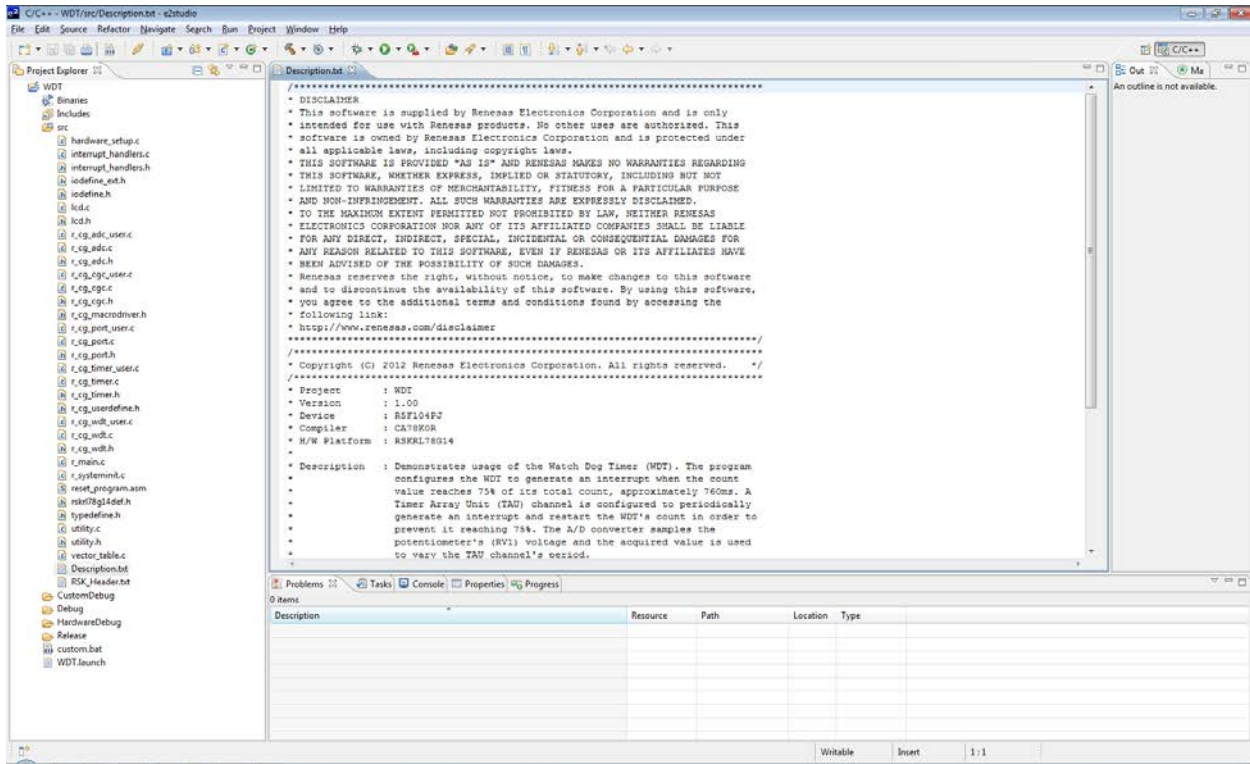 C/C++ - WDT/src/Description.txt - e2studio
File Edit Source Refactor Navigate Search Run Project Window Help
C/C++
Project Explorer
WDT
Binaries
Includes
src
hardware_setup.c
interrupt_handlers.c
interrupt_handlers.h
iodefine_ext.h
iodefine.h
lcd.c
lcd.h
r_cg_adc_user.c
r_cg_adc.c
r_cg_adc.h
r_cg_cgc_user.c
r_cg_cgc.c
r_cg_cgc.h
r_cg_macrodriver.h
r_cg_port_user.c
r_cg_port.c
r_cg_port.h
r_cg_timer_user.c
r_cg_timer.c
r_cg_timer.h
r_cg_userdefine.h
r_cg_wdt_user.c
r_cg_wdt.c
r_cg_wdt.h
r_main.c
r_systeminit.c
reset_program.asm
rskrl78g14def.h
typedefine.h
utility.c
utility.h
vector_table.c
Description.txt
RSK_Header.txt
CustomDebug
Debug
HardwareDebug
Release
custom.bat
WDT.launch
Description.txt
/***********************************************************************
* DISCLAIMER
* This software is supplied by Renesas Electronics Corporation and is only
* intended for use with Renesas products. No other uses are authorized. This
* software is owned by Renesas Electronics Corporation and is protected under
* all applicable laws, including copyright laws.
* THIS SOFTWARE IS PROVIDED "AS IS" AND RENESAS MAKES NO WARRANTIES REGARDING
* THIS SOFTWARE, WHETHER EXPRESS, IMPLIED OR STATUTORY, INCLUDING BUT NOT
* LIMITED TO WARRANTIES OF MERCHANTABILITY, FITNESS FOR A PARTICULAR PURPOSE
* AND NON-INFRINGEMENT. ALL SUCH WARRANTIES ARE EXPRESSLY DISCLAIMED.
* TO THE MAXIMUM EXTENT PERMITTED NOT PROHIBITED BY LAW, NEITHER RENESAS
* ELECTRONICS CORPORATION NOR ANY OF ITS AFFILIATED COMPANIES SHALL BE LIABLE
* FOR ANY DIRECT, INDIRECT, SPECIAL, INCIDENTAL OR CONSEQUENTIAL DAMAGES FOR
* ANY REASON RELATED TO THIS SOFTWARE, EVEN IF RENESAS OR ITS AFFILIATES HAVE
* BEEN ADVISED OF THE POSSIBILITY OF SUCH DAMAGES.
* Renesas reserves the right, without notice, to make changes to this software
* and to discontinue the availability of this software. By using this software,
* you agree to the additional terms and conditions found by accessing the
* following link:
* http://www.renesas.com/disclaimer
***********************************************************************/
/***********************************************************************
* Copyright (C) 2012 Renesas Electronics Corporation. All rights reserved. */
/***********************************************************************
* Project : WDT
* Version : 1.00
* Device : R5F104PJ
* Compiler : CA78K0R
* H/W Platform : RSKRL78G14
*
* Description : Demonstrates usage of the Watch Dog Timer (WDT). The program
* configures the WDT to generate an interrupt when the count
* value reaches 75% of its total count, approximately 760ms. A
* Timer Array Unit (TAU) channel is configured to periodically
* generate an interrupt and restart the WDT's count in order to
* prevent it reaching 75%. The A/D converter samples the
* potentiometer's (RV1) voltage and the acquired value is used
* to vary the TAU channel's period.
Out Ma
An outline is not available.
Problems Tasks Console Properties Progress
0 items
Description Resource Path Location Type
Writable Insert 1:1